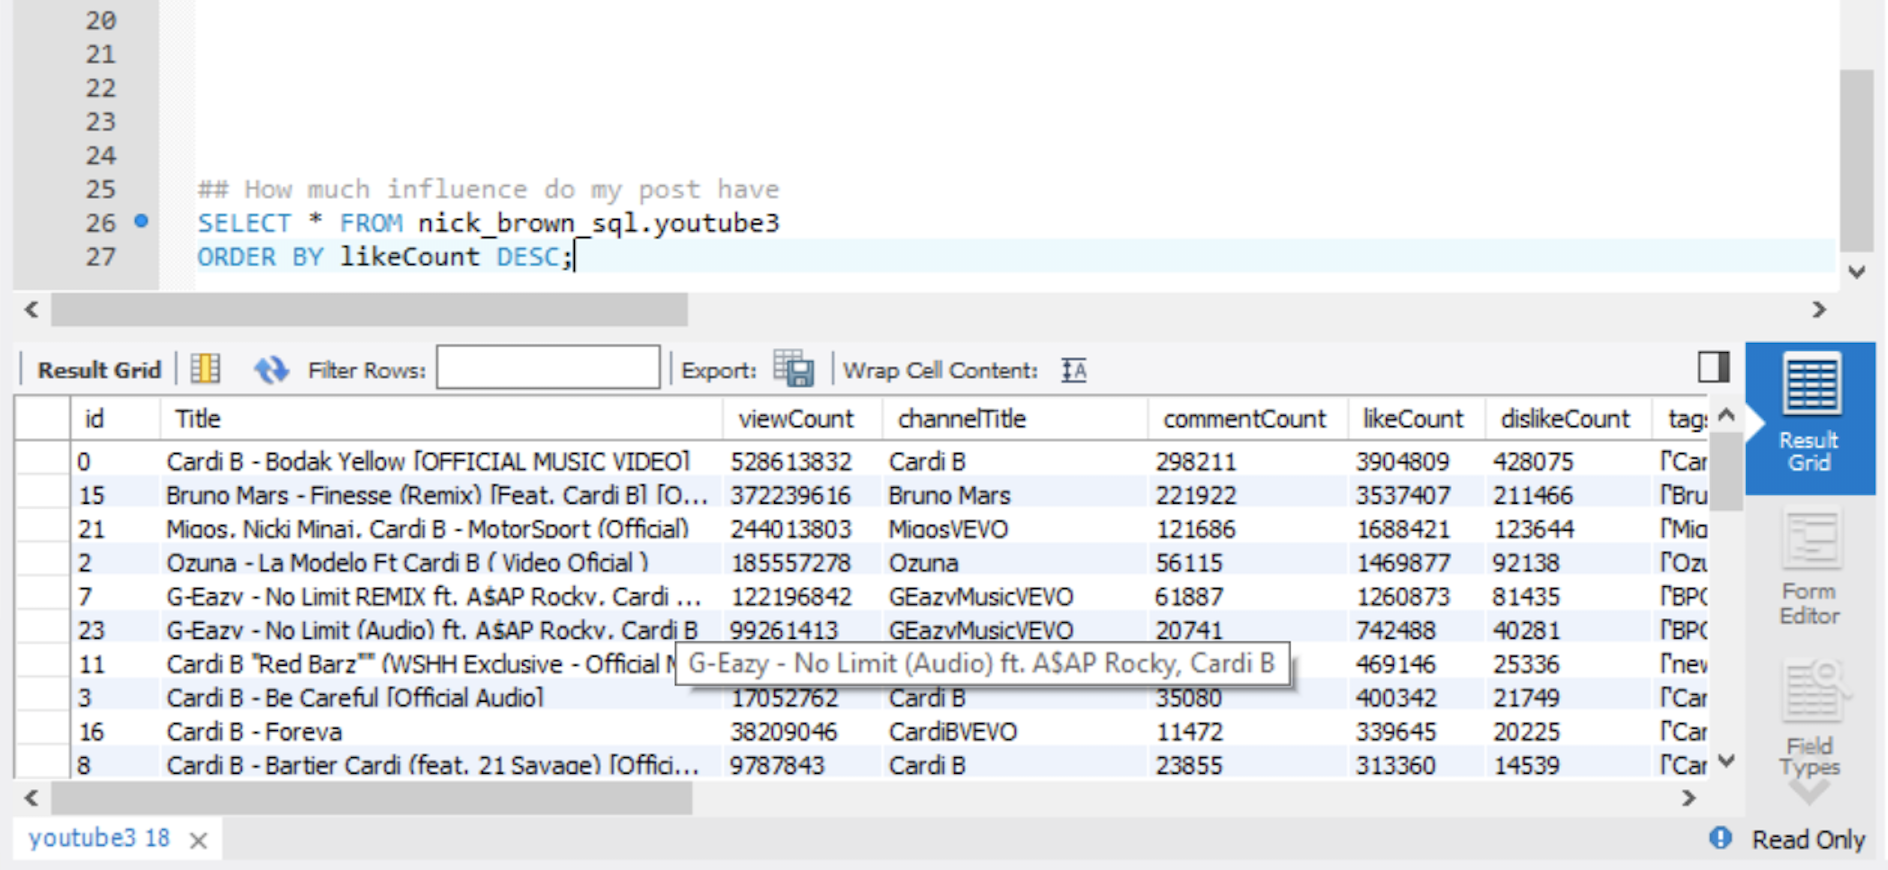 20
21
22
23
24
25 ## How much influence do my post have
26 SELECT * FROM nick_brown_sql.youtube3
27 ORDER BY likeCount DESC;
Result Grid Filter Rows: Export: Wrap Cell Content:
id Title viewCount channelTitle commentCount likeCount dislikeCount tags
0 Cardi B - Bodak Yellow [OFFICIAL MUSIC VIDEO] 528613832 Cardi B 298211 3904809 428075 ['Car
15 Bruno Mars - Finesse (Remix) [Feat. Cardi B] [O... 372239616 Bruno Mars 221922 3537407 211466 ['Bru
21 Migos, Nicki Minaj, Cardi B - MotorSport (Official) 244013803 MigosVEVO 121686 1688421 123644 ['Mig
2 Ozuna - La Modelo Ft Cardi B ( Video Oficial ) 185557278 Ozuna 56115 1469877 92138 ['Ozu
7 G-Eazy - No Limit REMIX ft. A$AP Rocky, Cardi ... 122196842 GEazyMusicVEVO 61887 1260873 81435 ['BPG
23 G-Eazy - No Limit (Audio) ft. A$AP Rocky, Cardi B 99261413 GEazyMusicVEVO 20741 742488 40281 ['BPG
11 Cardi B "Red Barz"" (WSHH Exclusive - Official 469146 25336 ['new
G-Eazy - No Limit (Audio) ft. A$AP Rocky, Cardi B
3 Cardi B - Be Careful [Official Audio] 17052762 Cardi B 35080 400342 21749 ['Car
16 Cardi B - Foreva 38209046 CardiBVEVO 11472 339645 20225 ['Car
8 Cardi B - Bartier Cardi (feat. 21 Savage) [Offici... 9787843 Cardi B 23855 313360 14539 ['Car
Result
Grid
Form
Editor
Field
Types
youtube3 18
Read Only